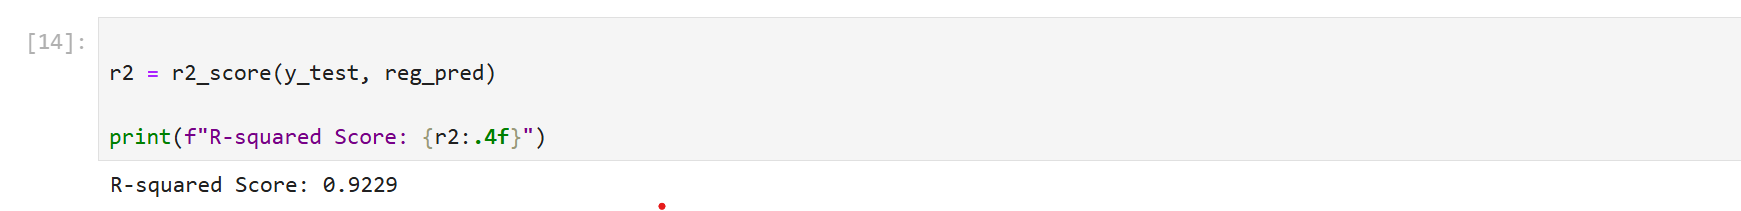 [14]:
r2 = r2_score(y_test, reg_pred)
print(f"R-squared Score: {r2:.4f}")
R-squared Score: 0.9229